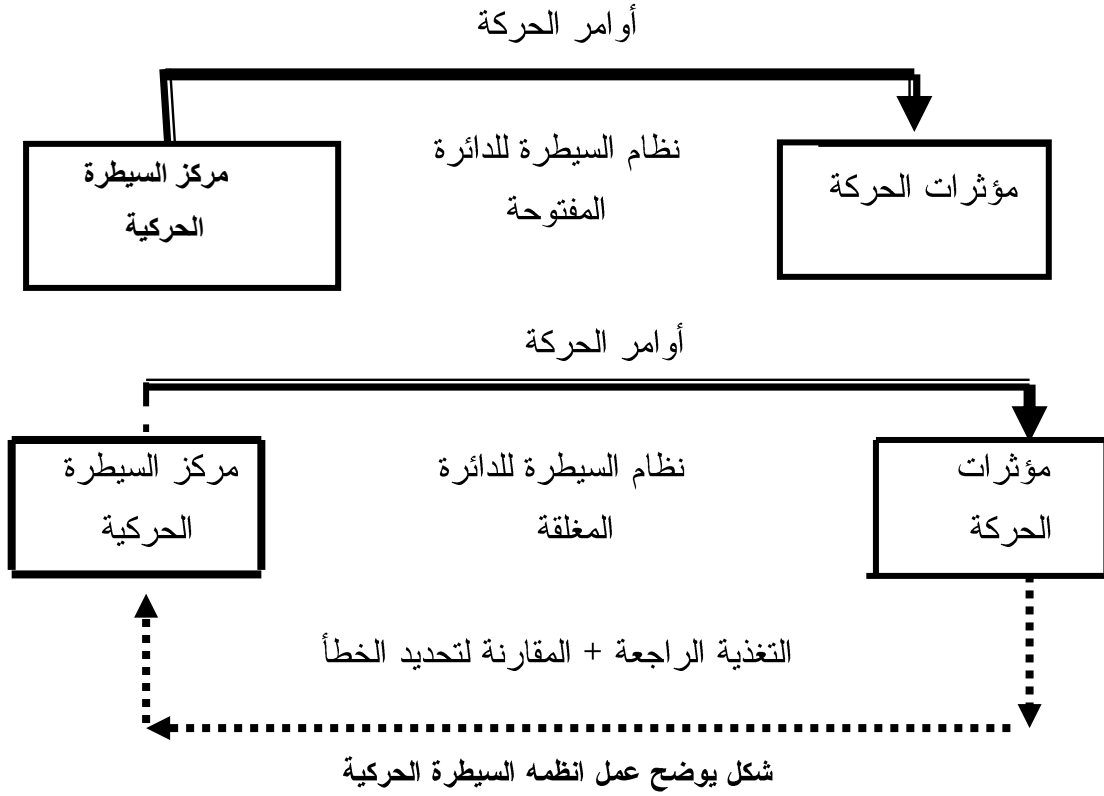 أوامر الحركة
مؤثرات الحركة
نظام السيطرة للدائرة
المفتوحة
مركز السيطرة
الحركية
أوامر الحركة
مؤثرات
الحركة
نظام السيطرة للدائرة
المغلقة
مركز السيطرة
الحركية
التغذية الراجعة + المقارنة لتحديد الخطأ
شكل يوضح عمل انظمه السيطرة الحركية